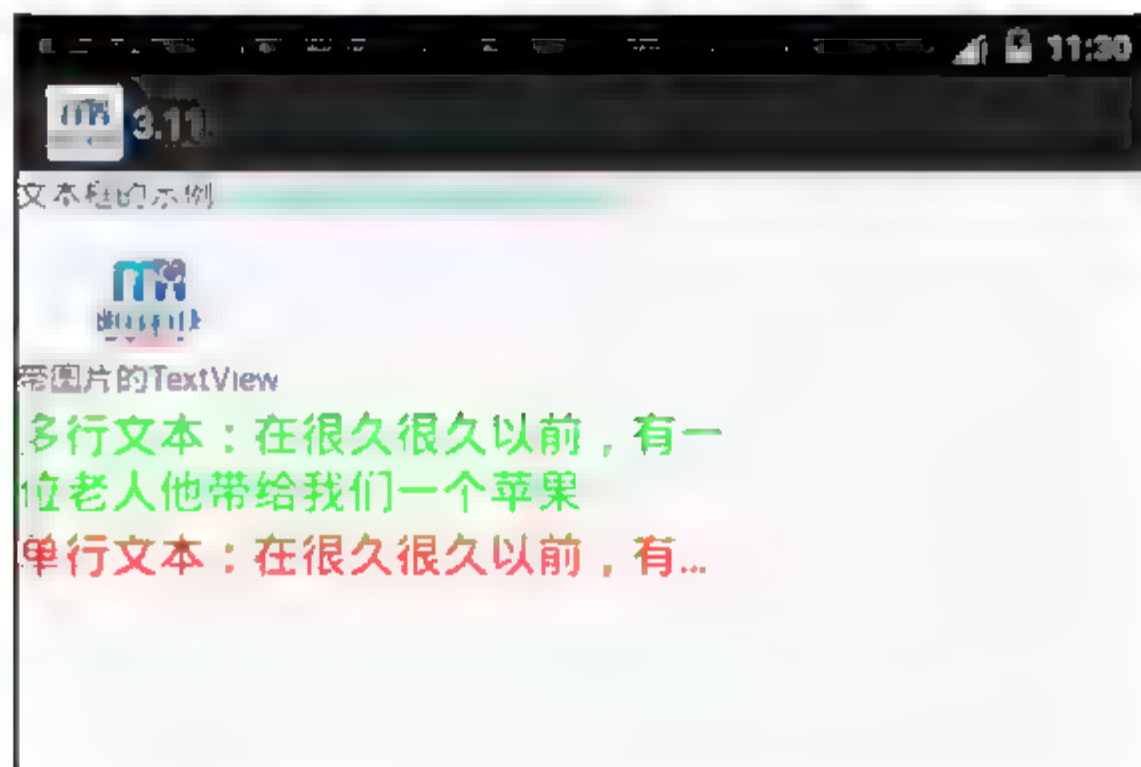 11:30
3.11
文本框的示例
带图片的TextView
多行文本：在很久很久以前，有一
位老人他带给我们一个苹果
单行文本：在很久很久以前，有...